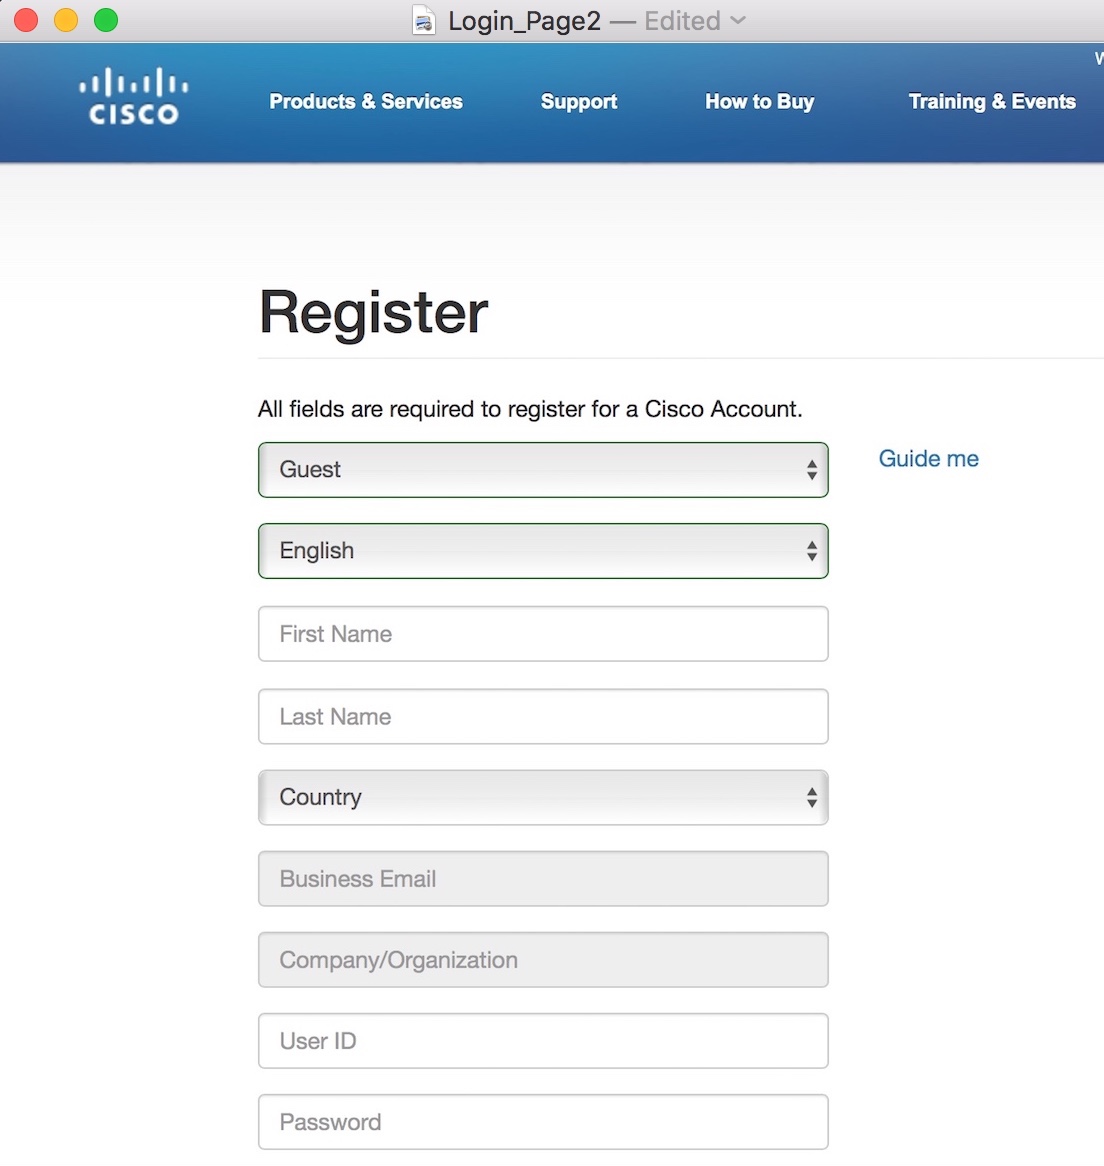 Login_Page2 — Edited
CISCO
Products & Services
Support
How to Buy
Training & Events
Register
All fields are required to register for a Cisco Account.
Guest
Guide me
English
First Name
Last Name
Country
Business Email
Company/Organization
User ID
Password